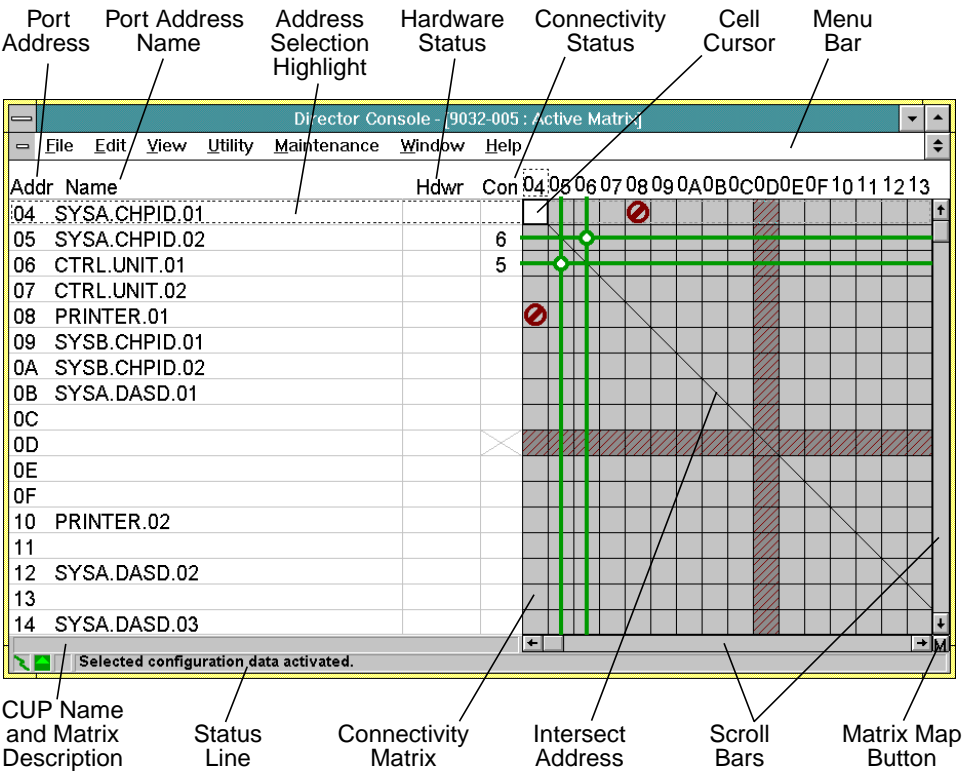 Port Address
Port Address Name
Address Selection Highlight
Hardware Status
Connectivity Status
Cell Cursor
Menu Bar
Director Console - [9032-005 : Active Matrix]
File Edit View Utility Maintenance Window Help
Addr Name Hdwr Con 04 05 06 07 08 09 0A 0B 0C 0D 0E 0F 10 11 12 13
04 SYSA.CHPID.01
05 SYSA.CHPID.02 6
06 CTRL.UNIT.01 5
07 CTRL.UNIT.02
08 PRINTER.01
09 SYSB.CHPID.01
0A SYSB.CHPID.02
0B SYSA.DASD.01
0C
0D
0E
0F
10 PRINTER.02
11
12 SYSA.DASD.02
13
14 SYSA.DASD.03
M
Selected configuration data activated.
CUP Name and Matrix Description
Status Line
Connectivity Matrix
Intersect Address
Scroll Bars
Matrix Map Button